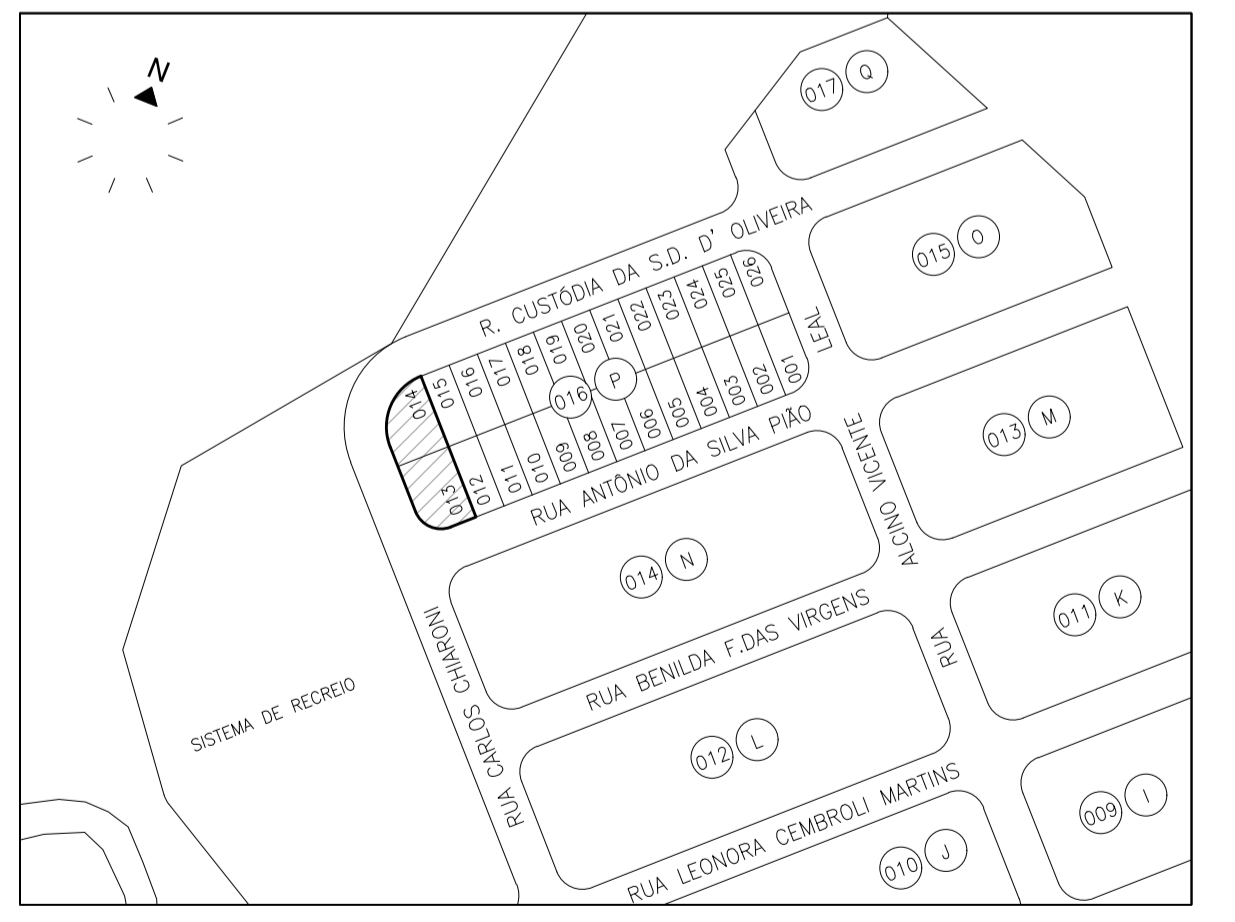 N
017 Q
R. CUSTÓDIA DA S.D. D' OLIVEIRA
015 O
014 015 016 017 018 019 020 021 022 023 024 025 026
016 P
013 012 011 010 009 008 007 006 005 004 003 002 001
RUA ANTÔNIO DA SILVA PIÃO
RUA ALCINO VICENTE LEAL
013 M
014 N
RUA BENILDA F.DAS VIRGENS
011 K
RUA CARLOS CHIARONI
SISTEMA DE RECREIO
012 L
RUA LEONORA CEMBROLI MARTINS
009 I
010 J